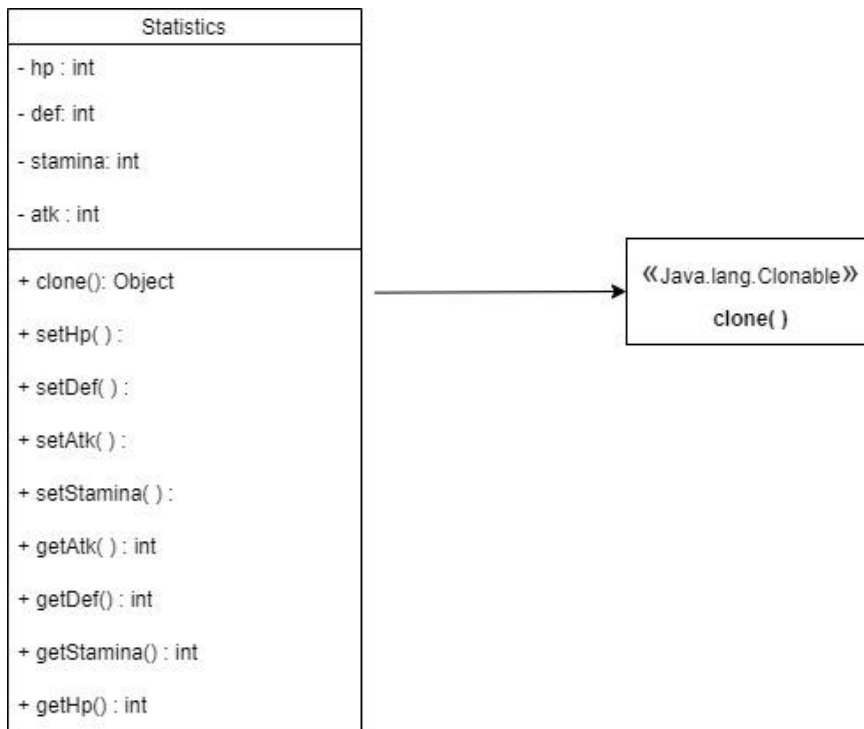 Statistics
- hp : int
- def: int
- stamina: int
- atk : int
+ clone(): Object
+ setHp( ) :
+ setDef( ) :
+ setAtk( ) :
+ setStamina( ) :
+ getAtk( ) : int
+ getDef() : int
+ getStamina() : int
+ getHp() : int
《Java.lang.Clonable》
clone( )